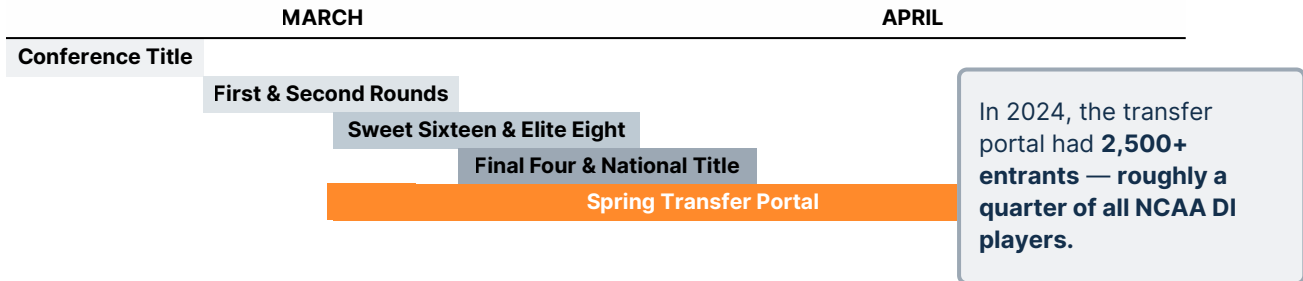 MARCH
APRIL
Conference Title
First & Second Rounds
Sweet Sixteen & Elite Eight
Final Four & National Title
Spring Transfer Portal
In 2024, the transfer
portal had 2,500+
entrants — roughly a
quarter of all NCAA DI
players.